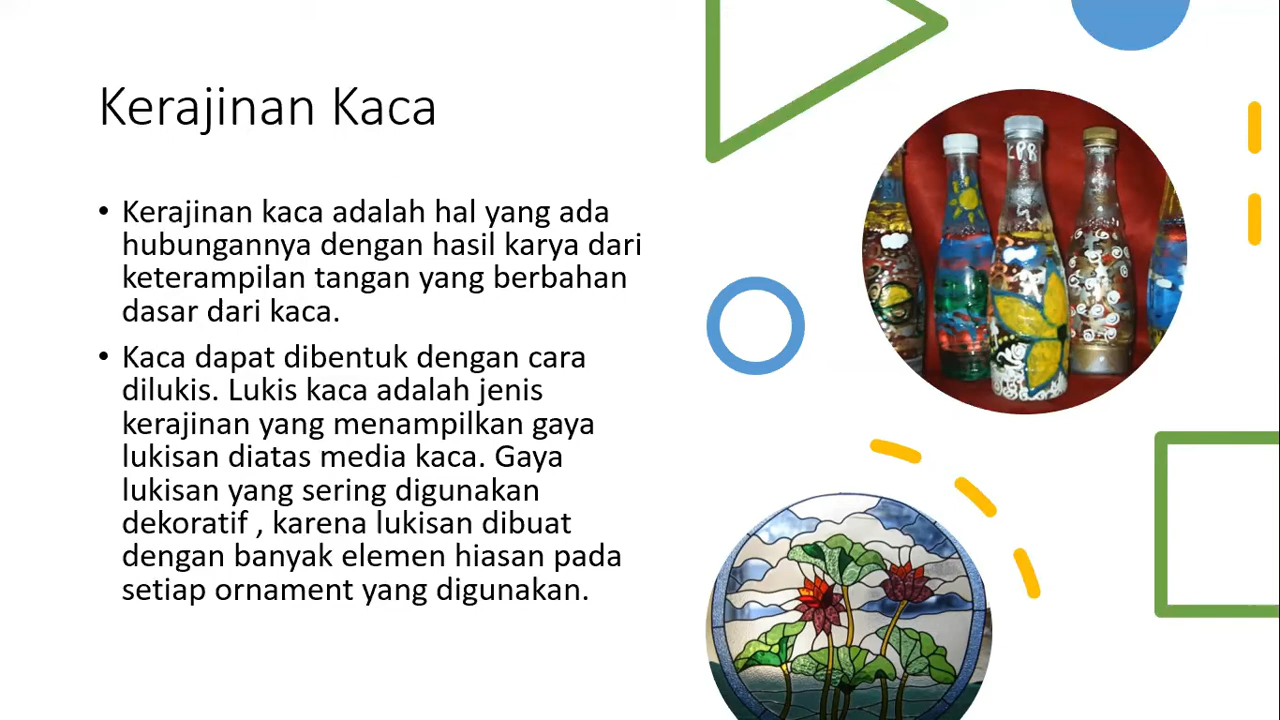 Kerajinan Kaca
• Kerajinan kaca adalah hal yang ada
hubungannya dengan hasil karya dari
keterampilan tangan yang berbahan
dasar dari kaca.
• Kaca dapat dibentuk dengan cara
dilukis. Lukis kaca adalah jenis
kerajinan yang menampilkan gaya
lukisan diatas media kaca. Gaya
lukisan yang sering digunakan
dekoratif , karena lukisan dibuat
dengan banyak elemen hiasan pada
setiap ornament yang digunakan.